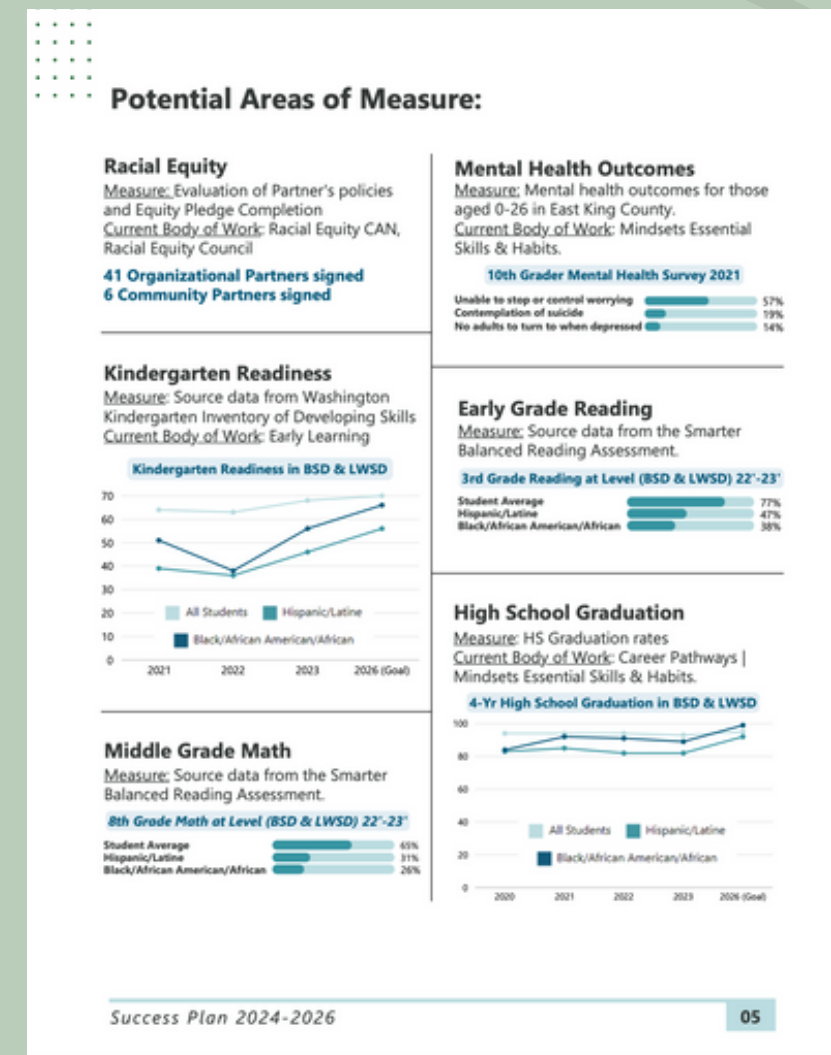 Potential Areas of Measure:
Racial Equity
Measure: Evaluation of Partner's policies
and Equity Pledge Completion
Current Body of Work: Racial Equity CAN,
Racial Equity Council
41 Organizational Partners signed
6 Community Partners signed
Kindergarten Readiness
Measure: Source data from Washington
Kindergarten Inventory of Developing Skills
Current Body of Work: Early Learning
Kindergarten Readiness in BSD & LWSD
70
60
50
40
30
20
10
0
All Students
Hispanic/Latine
Black/African American/African
2021
2022
2023
2026 (Goal)
Middle Grade Math
Measure: Source data from the Smarter
Balanced Reading Assessment.
8th Grade Math at Level (BSD & LWSD) 22'-23'
Student Average 65%
Hispanic/Latine 31%
Black/African American/African 26%
Mental Health Outcomes
Measure: Mental health outcomes for those
aged 0-26 in East King County.
Current Body of Work: Mindsets Essential
Skills & Habits.
10th Grader Mental Health Survey 2021
Unable to stop or control worrying 57%
Contemplation of suicide 19%
No adults to turn to when depressed 14%
Early Grade Reading
Measure: Source data from the Smarter
Balanced Reading Assessment.
3rd Grade Reading at Level (BSD & LWSD) 22'-23'
Student Average 77%
Hispanic/Latine 47%
Black/African American/African 38%
High School Graduation
Measure: HS Graduation rates
Current Body of Work: Career Pathways |
Mindsets Essential Skills & Habits.
4-Yr High School Graduation in BSD & LWSD
100
80
60
40
20
0
All Students
Hispanic/Latine
Black/African American/African
2020
2021
2022
2023
2026 (Goal)
Success Plan 2024-2026
05